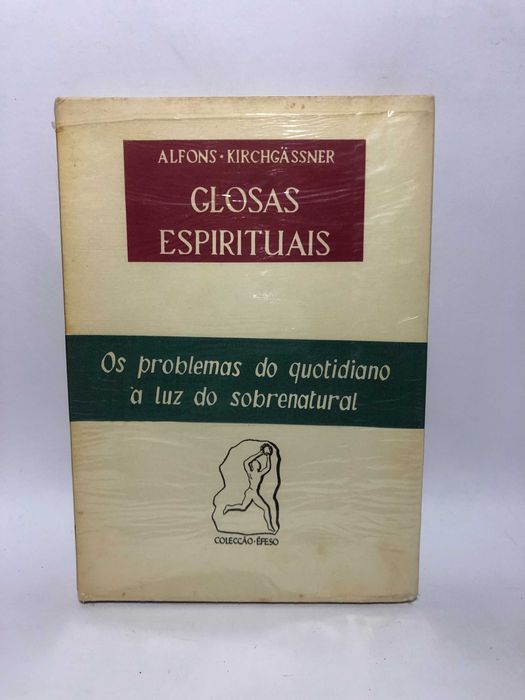 ALFONS · KIRCHGÄSSNER
GLOSAS
ESPIRITUAIS
Os problemas do quotidiano
à luz do sobrenatural
COLECÇÃO · ÉFESO